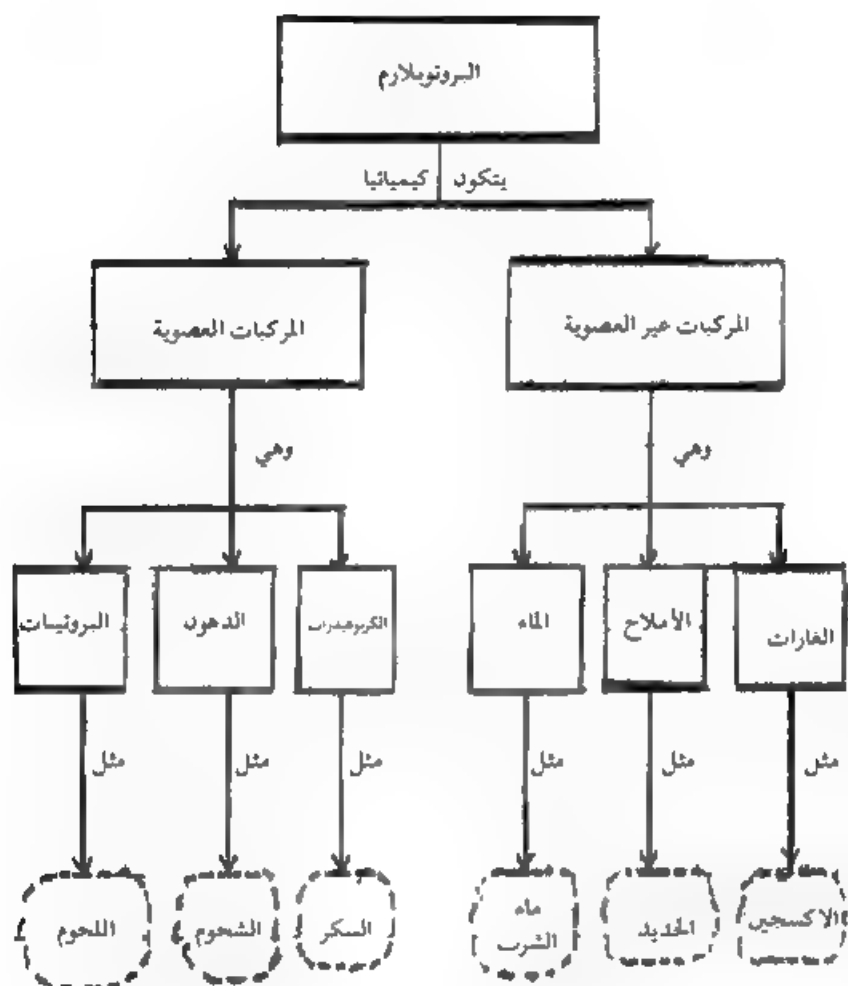 البروتوبلازم
يتكون كيميائيا
المركبات غير العضوية
المركبات العضوية
وهي
وهي
الغازات
الأملاح
الماء
الكربوهيدرات
الدهون
البروتينات
مثل
مثل
مثل
مثل
مثل
مثل
الاكسجين
الحديد
ماء
الشرب
السكر
الشحوم
اللحوم